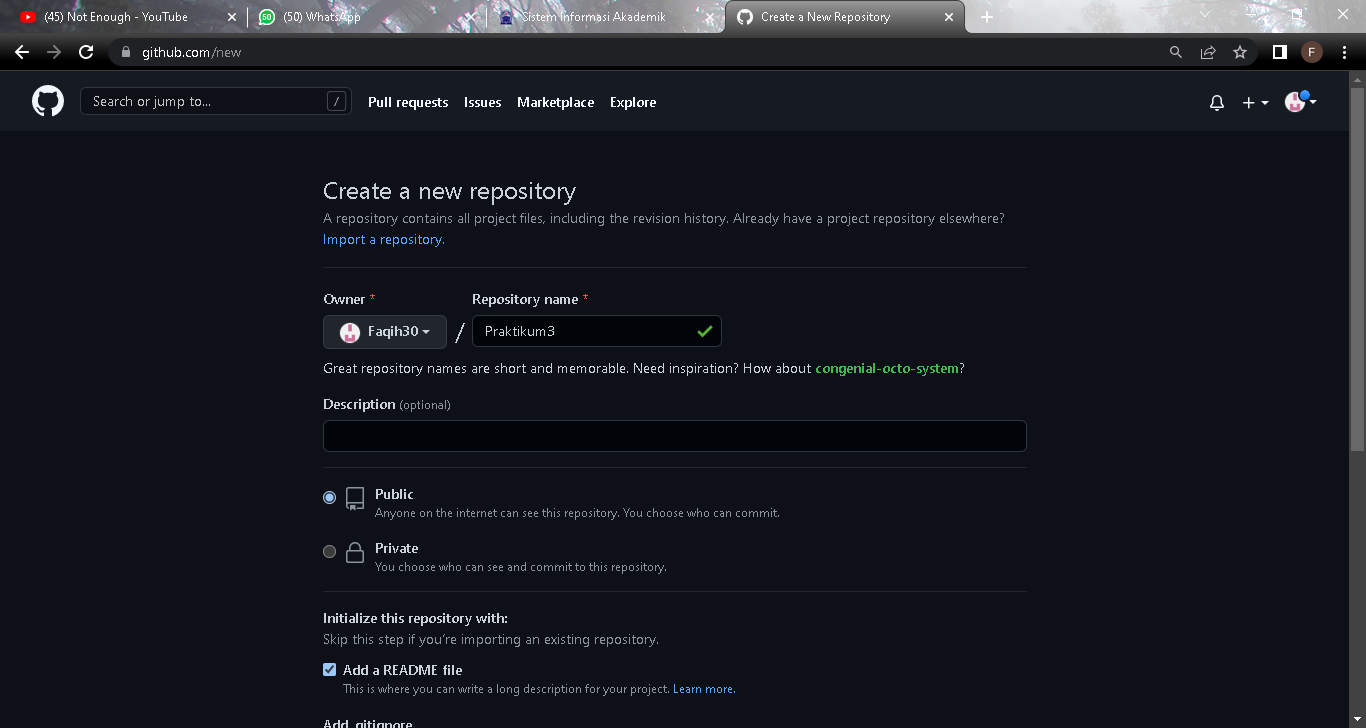 (45) Not Enough - YouTube
50 (50) WhatsApp
Sistem Informasi Akademik
Create a New Repository
github.com/new
F
Search or jump to... /
Pull requests Issues Marketplace Explore
Create a new repository
A repository contains all project files, including the revision history. Already have a project repository elsewhere?
Import a repository.
Owner * Repository name *
Faqih30 / Praktikum3
Great repository names are short and memorable. Need inspiration? How about congenial-octo-system?
Description (optional)
Public
Anyone on the internet can see this repository. You choose who can commit.
Private
You choose who can see and commit to this repository.
Initialize this repository with:
Skip this step if you're importing an existing repository.
Add a README file
This is where you can write a long description for your project. Learn more.
Add .gitignore